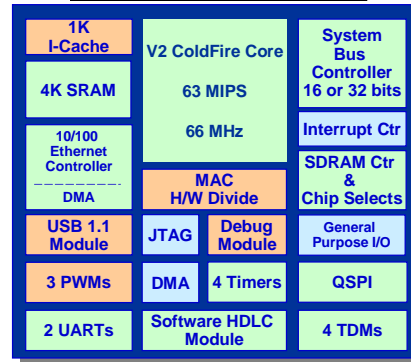 1K
I-Cache
4K SRAM
10/100
Ethernet
Controller
DMA
USB 1.1
Module
3 PWMs
2 UARTs
V2 ColdFire Core
63 MIPS
66 MHz
MAC
H/W Divide
JTAG
Debug
Module
DMA
4 Timers
Software HDLC
Module
System
Bus
Controller
16 or 32 bits
Interrupt Ctr
SDRAM Ctr
&
Chip Selects
General
Purpose I/O
QSPI
4 TDMs